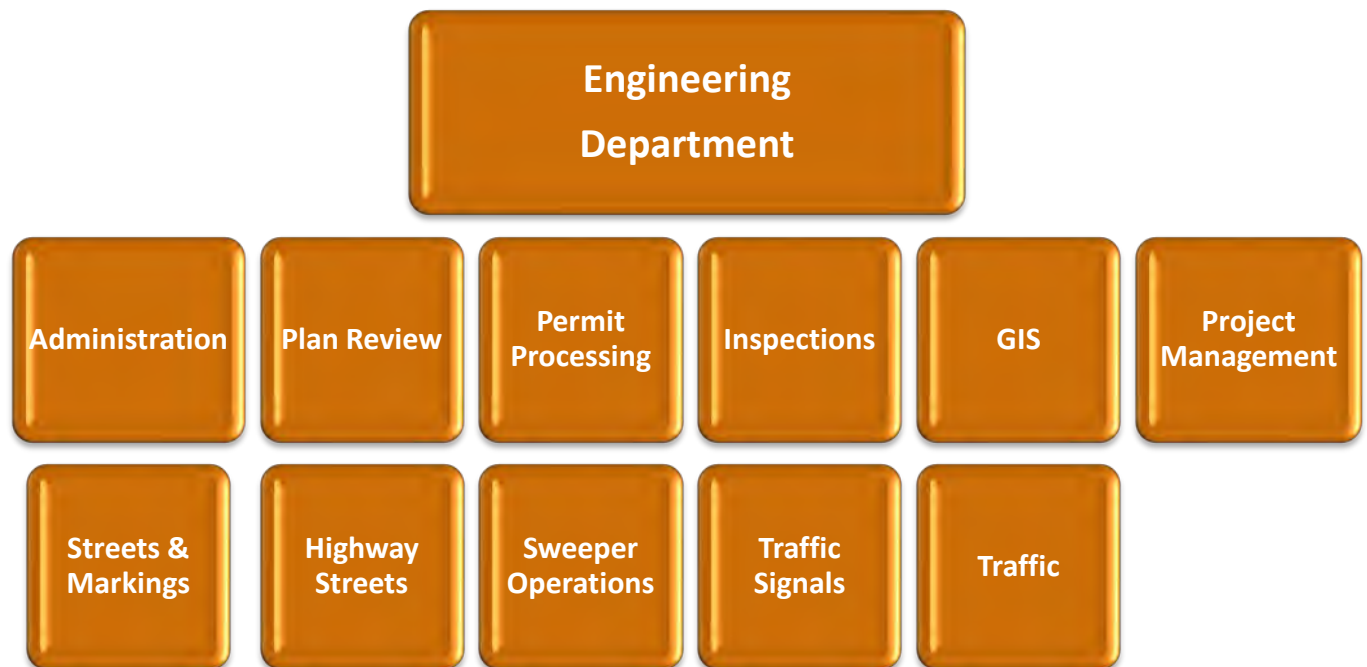 Engineering
Department
Administration
Plan Review
Permit
Processing
Inspections
GIS
Project
Management
Streets &
Markings
Highway
Streets
Sweeper
Operations
Traffic
Signals
Traffic